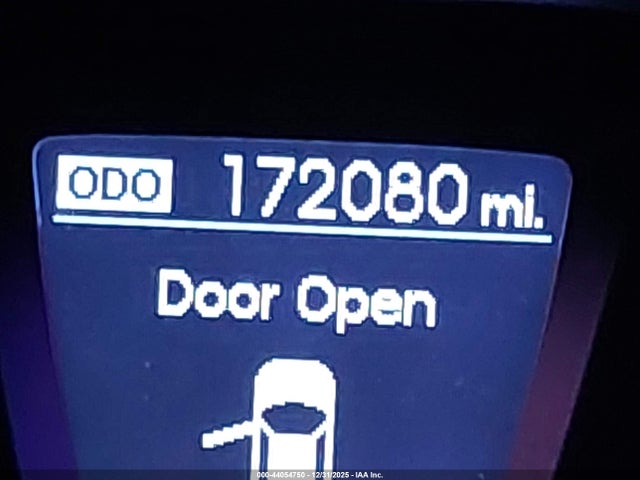 ODO 172080 mi.
Door Open
000-44054750 - 12/31/2025 - IAA Inc.